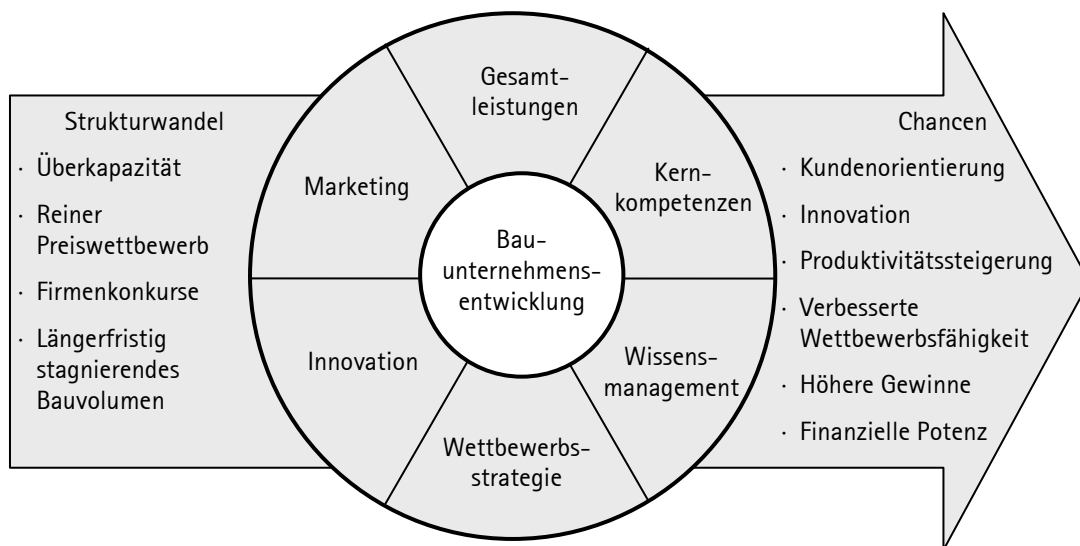 Strukturwandel
· Überkapazität
· Reiner
Preiswettbewerb
· Firmenkonkurse
· Längerfristig
stagnierendes
Bauvolumen
Gesamt-
leistungen
Marketing
Kern-
kompetenzen
Bau-
unternehmens-
entwicklung
Innovation
Wissens-
management
Wettbewerbs-
strategie
Chancen
· Kundenorientierung
· Innovation
· Produktivitätssteigerung
· Verbesserte
Wettbewerbsfähigkeit
· Höhere Gewinne
· Finanzielle Potenz